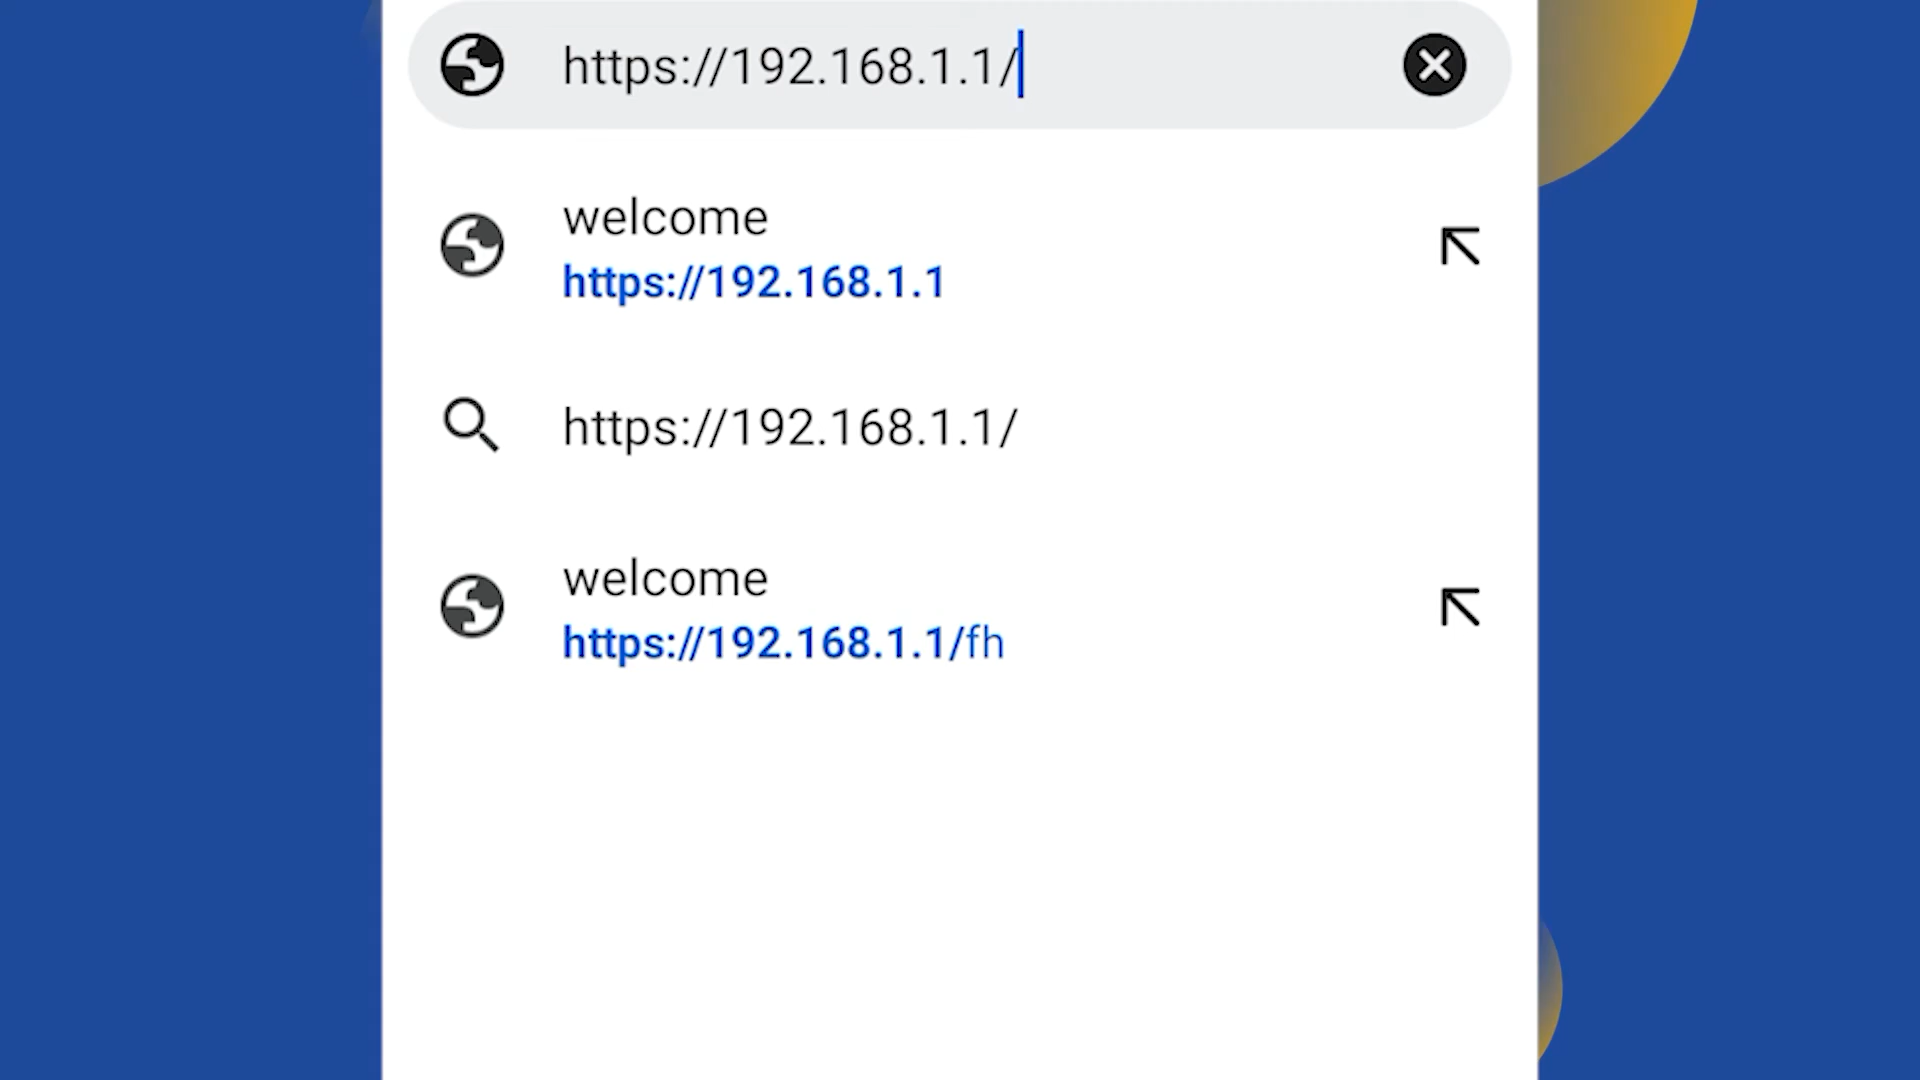 https://192.168.1.1/
welcome
https://192.168.1.1
https://192.168.1.1/
welcome
https://192.168.1.1/fh